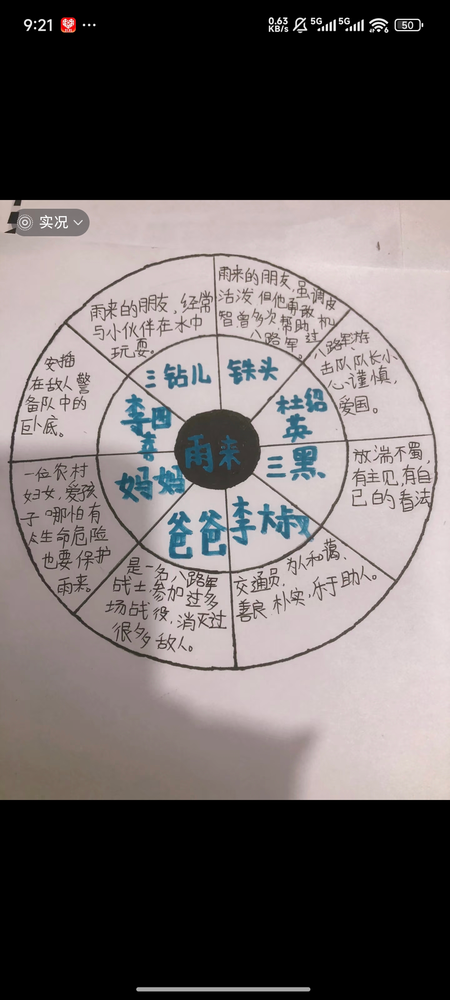 9:21
11.11
0.63
KB/s
5G
5G
6
50
实况
雨来的朋友,虽调皮
活泼但他勇敢机
智,曾多次帮助过
八路军。
铁头
八路军游
击队队长小
心谨慎,
爱国。
杜绍
英
放湍不蜀,
有主见,有自
己的看法
三黑
交通员,为人和蔼、
善良、朴实,乐于助人。
李大叔
是一名八路军
战士,参加过多
场战役,消灭过
很多敌人。
爸爸
一位农村
妇女,爱孩
子哪怕有
生命危险
也要保护
雨来。
妈妈
安插
在敌人警
备队中的
卧底。
李四
喜
雨来的朋友、经常
与小伙伴在水中
玩耍。
三钻儿
雨来